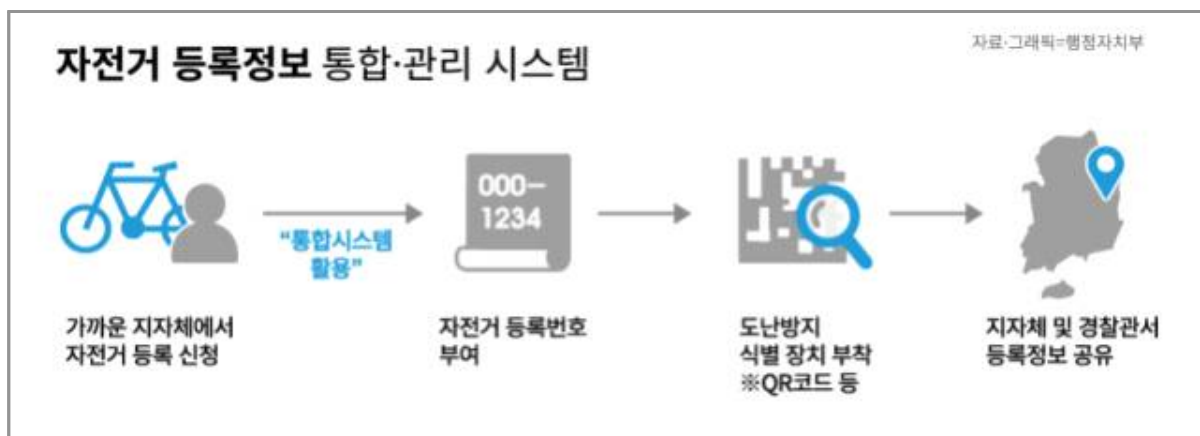 자전거 등록정보 통합·관리 시스템
자료·그래픽=행정자치부
000-
1234
"통합시스템
활용"
가까운 지자체에서
자전거 등록 신청
자전거 등록번호
부여
도난방지
식별 장치 부착
※QR코드 등
지자체 및 경찰관서
등록정보 공유